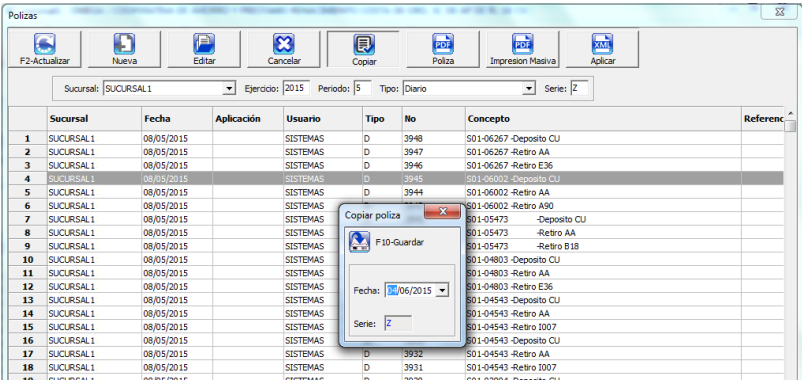 Polizas
F2-Actualizar Nueva Editar Cancelar Copiar Poliza Impresion Masiva Aplicar
Sucursal: SUCURSAL1 Ejercicio: 2015 Periodo: 5 Tipo: Diario Serie: Z
Sucursal Fecha Aplicación Usuario Tipo No Concepto Referenc
1 SUCURSAL1 08/05/2015 SISTEMAS D 3948 S01-06267 -Deposito CU
2 SUCURSAL1 08/05/2015 SISTEMAS D 3947 S01-06267 -Retiro AA
3 SUCURSAL1 08/05/2015 SISTEMAS D 3946 S01-06267 -Retiro E36
4 SUCURSAL1 08/05/2015 SISTEMAS D 3945 S01-06002 -Deposito CU
5 SUCURSAL1 08/05/2015 SISTEMAS D 3944 S01-06002 -Retiro AA
6 SUCURSAL1 08/05/2015 SISTEMAS D S01-06002 -Retiro A90
7 SUCURSAL1 08/05/2015 SISTEMAS S01-05473 -Deposito CU
8 SUCURSAL1 08/05/2015 SISTEMAS S01-05473 -Retiro AA
9 SUCURSAL1 08/05/2015 SISTEMAS S01-05473 -Retiro B18
10 SUCURSAL1 08/05/2015 SISTEMAS S01-04803 -Deposito CU
11 SUCURSAL1 08/05/2015 SISTEMAS S01-04803 -Retiro AA
12 SUCURSAL1 08/05/2015 SISTEMAS S01-04803 -Retiro E36
13 SUCURSAL1 08/05/2015 SISTEMAS S01-04543 -Deposito CU
14 SUCURSAL1 08/05/2015 SISTEMAS S01-04543 -Retiro AA
15 SUCURSAL1 08/05/2015 SISTEMAS S01-04543 -Retiro I007
16 SUCURSAL1 08/05/2015 SISTEMAS S01-04543 -Deposito CU
17 SUCURSAL1 08/05/2015 SISTEMAS D 3932 S01-04543 -Retiro AA
18 SUCURSAL1 08/05/2015 SISTEMAS D 3931 S01-04543 -Retiro I007
Copiar poliza
F10-Guardar
Fecha: 04/06/2015
Serie: Z